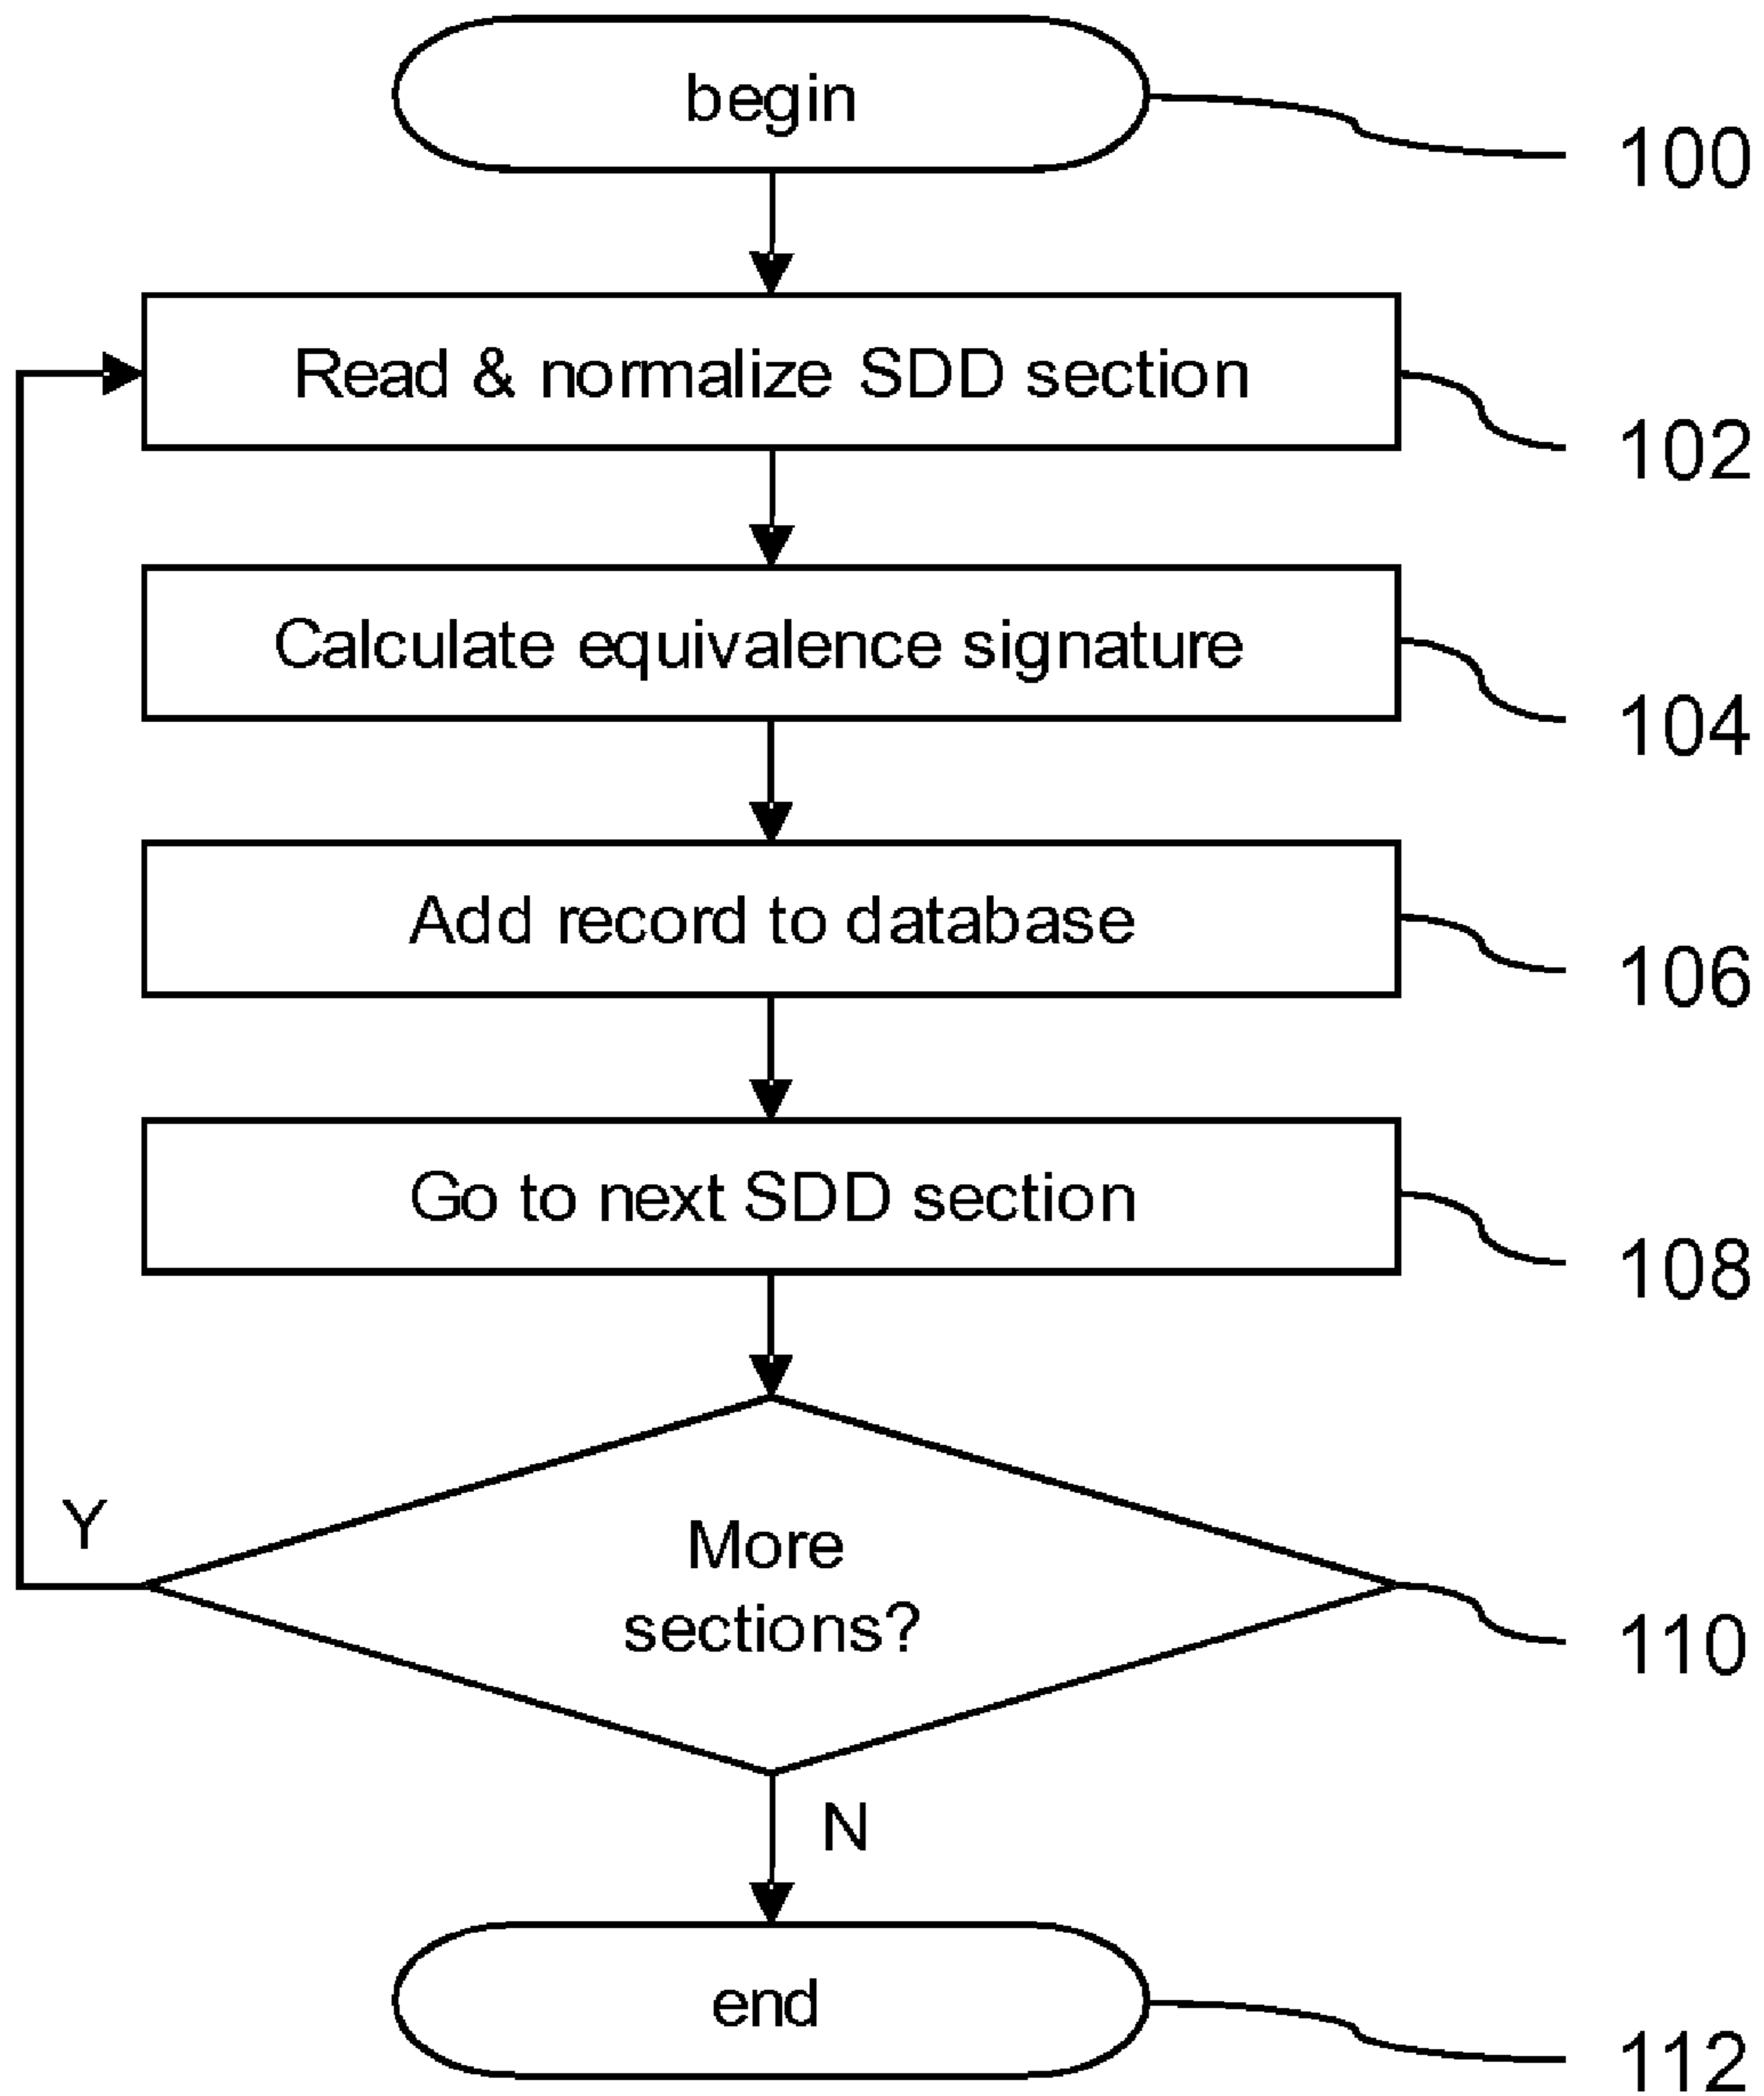 begin
100
Read & normalize SDD section
102
Calculate equivalence signature
104
Add record to database
106
Go to next SDD section
108
Y
More
sections?
110
N
end
112